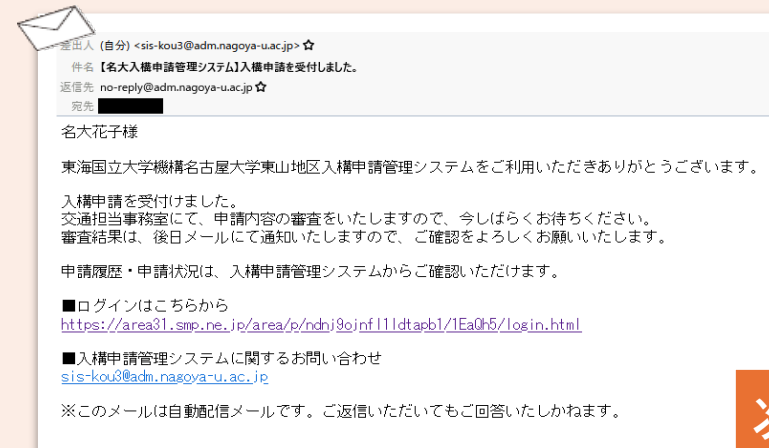 差出人 (自分) <sis-kou3@adm.nagoya-u.ac.jp> ☆
件名 【名大入構申請管理システム】入構申請を受付しました。
返信先 no-reply@adm.nagoya-u.ac.jp ☆
宛先
名大花子様
東海国立大学機構名古屋大学東山地区入構申請管理システムをご利用いただきありがとうございます。
入構申請を受付けました。
交通担当事務室にて、申請内容の審査をいたしますので、今しばらくお待ちください。
審査結果は、後日メールにて通知いたしますので、ご確認をよろしくお願いいたします。
申請履歴・申請状況は、入構申請管理システムからご確認いただけます。
■ログインはこちらから
https://area31.smp.ne.jp/area/p/ndnj9ojnfl1ldtapb1/1EaQh5/login.html
■入構申請管理システムに関するお問い合わせ
sis-kou3@adm.nagoya-u.ac.jp
※このメールは自動配信メールです。ご返信いただいてもご回答いたしかねます。